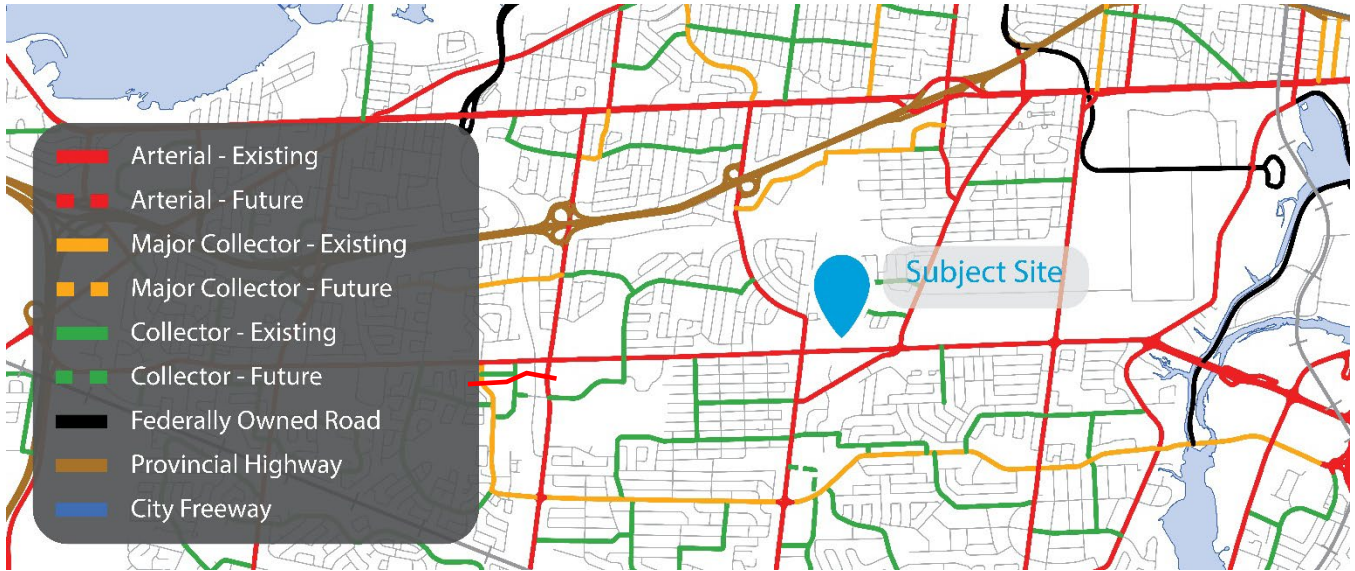 Arterial - Existing
Arterial - Future
Major Collector - Existing
Major Collector - Future
Collector - Existing
Collector - Future
Federally Owned Road
Provincial Highway
City Freeway
Subject Site